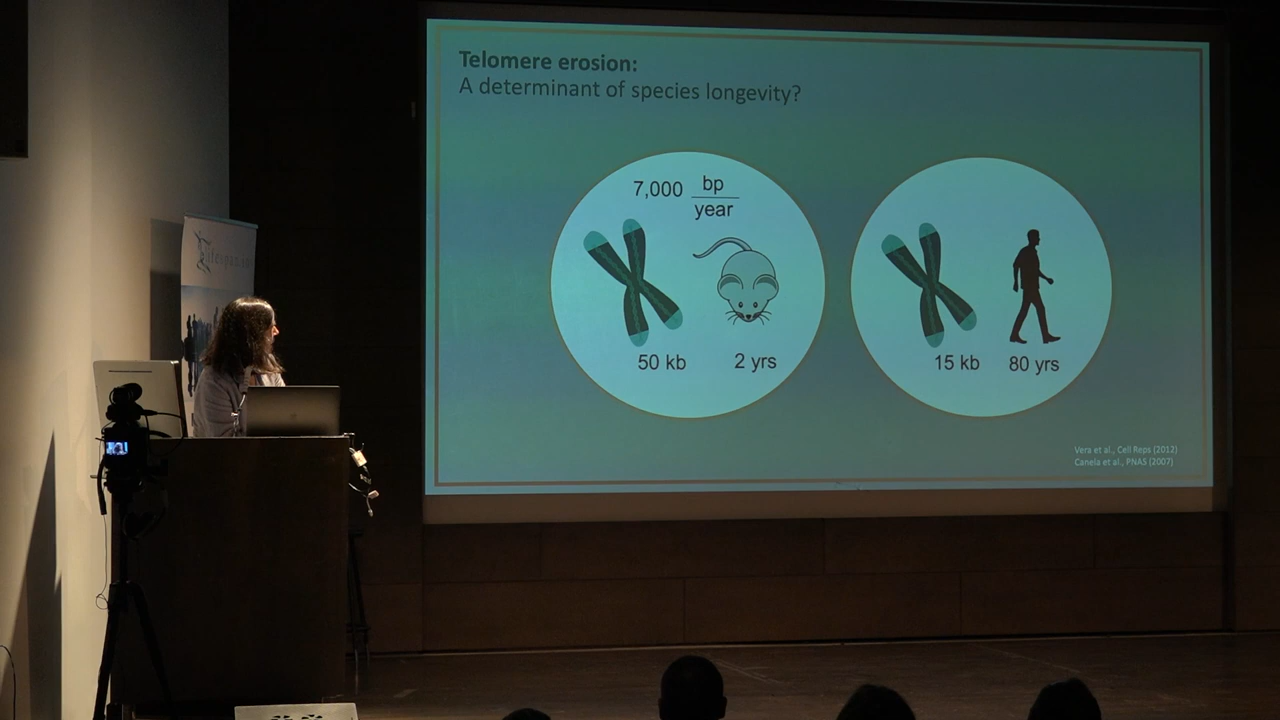 Telomere erosion:
A determinant of species longevity?
7,000 bp
year
50 kb 2 yrs
15 kb 80 yrs
Vera et al., Cell Reps (2012)
Canela et al., PNAS (2007)